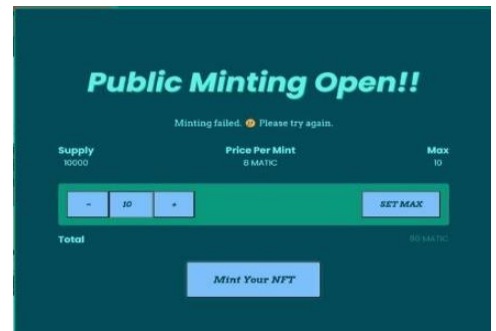 Public Minting Open!!
Minting failed. 😢 Please try again.
Supply
10000
Price Per Mint
8 MATIC
Max
10
- 10 +
SET MAX
Total
80 MATIC
Mint Your NFT